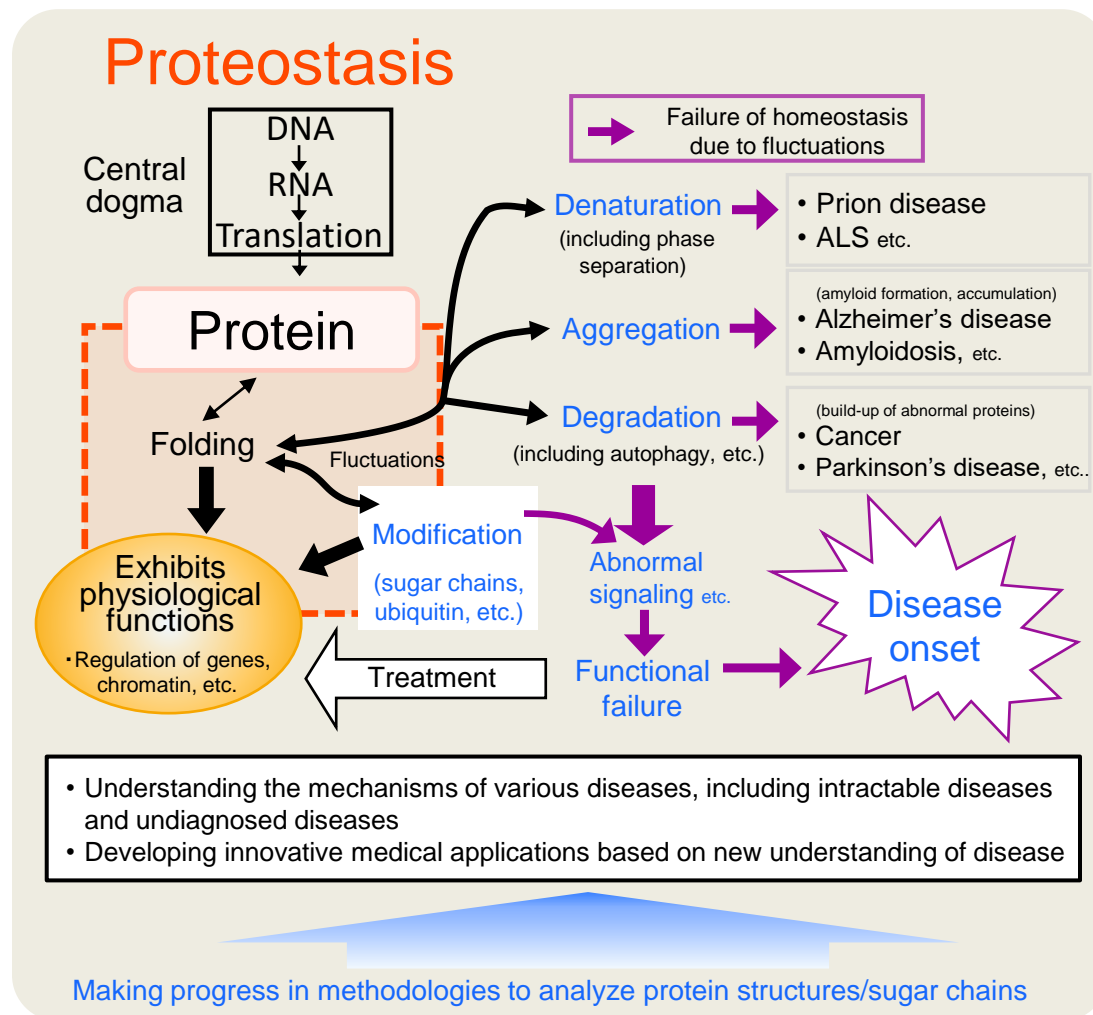 Proteostasis
Central
dogma
DNA
RNA
Translation
Protein
Folding
Fluctuations
Exhibits
physiological
functions
・Regulation of genes,
chromatin, etc.
Modification
(sugar chains,
ubiquitin, etc.)
Treatment
Failure of homeostasis
due to fluctuations
Denaturation
(including phase
separation)
• Prion disease
• ALS etc.
Aggregation
(amyloid formation, accumulation)
• Alzheimer’s disease
• Amyloidosis, etc.
Degradation
(including autophagy, etc.)
(build-up of abnormal proteins)
• Cancer
• Parkinson’s disease, etc..
Abnormal
signaling etc.
Functional
failure
Disease
onset
• Understanding the mechanisms of various diseases, including intractable diseases
and undiagnosed diseases
• Developing innovative medical applications based on new understanding of disease
Making progress in methodologies to analyze protein structures/sugar chains